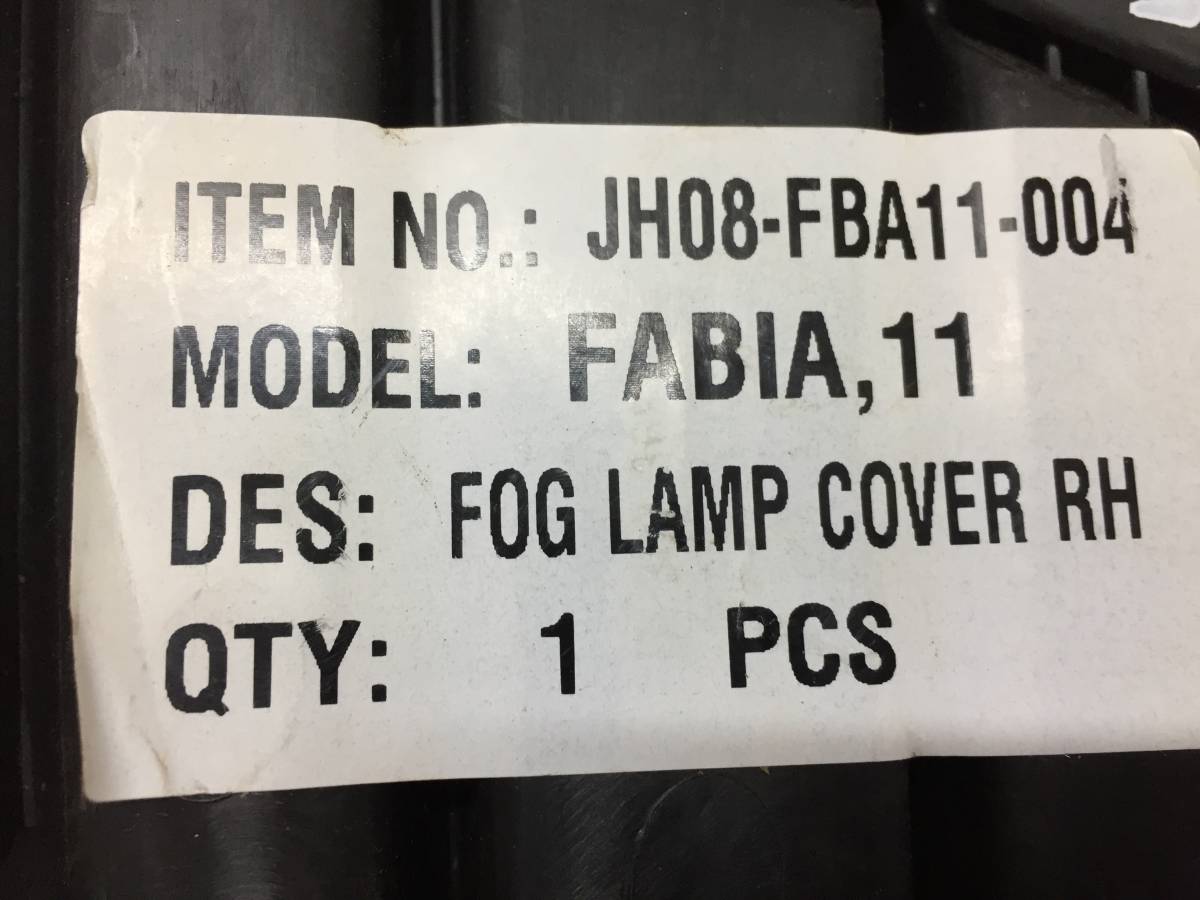 ITEM NO.: JH08-FBA11-004
MODEL: FABIA,11
DES: FOG LAMP COVER RH
QTY: 1 PCS